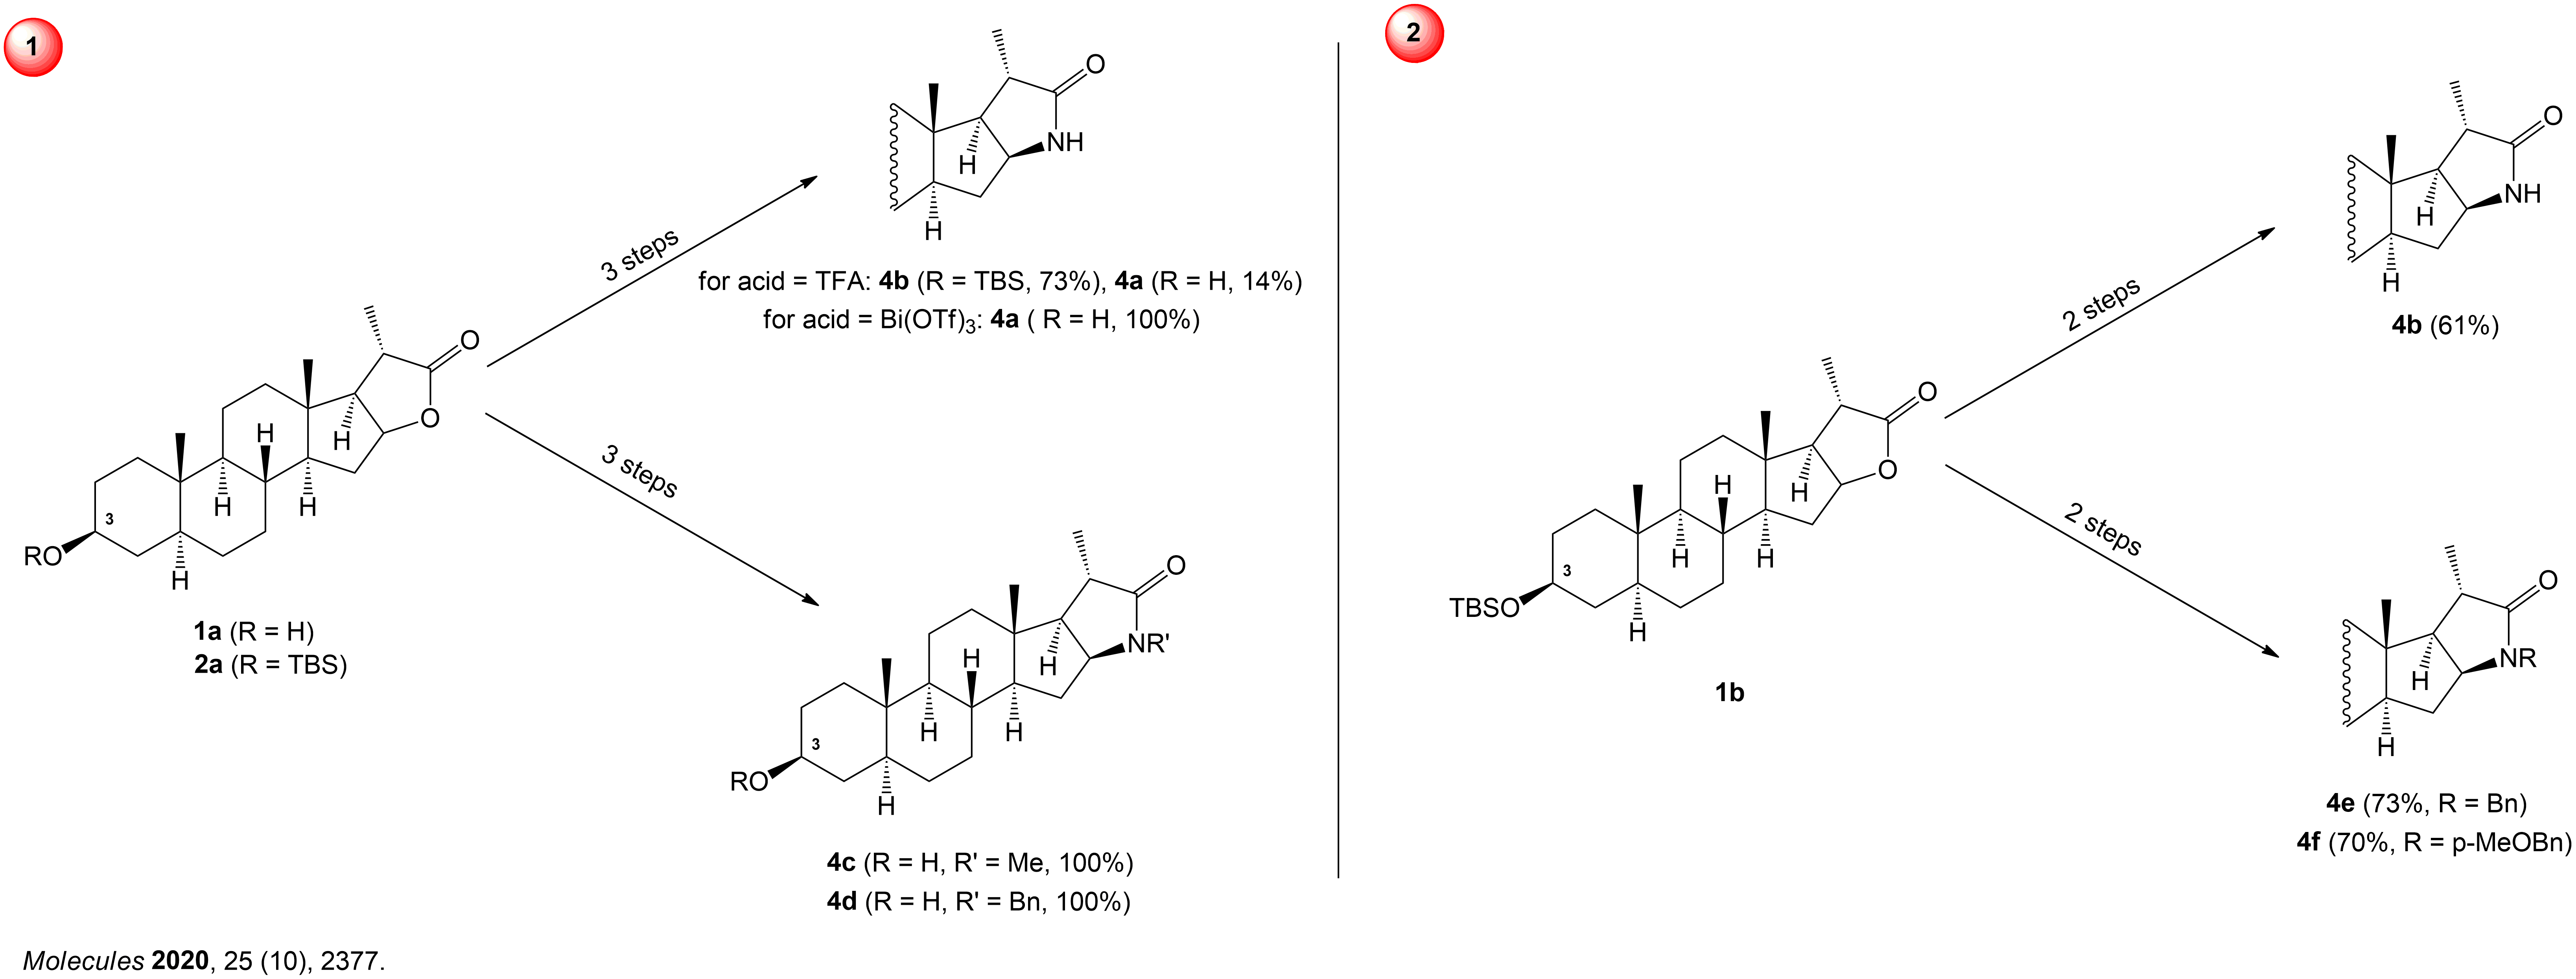 1
3 steps
O
NH
H
H
for acid = TFA: 4b (R = TBS, 73%), 4a (R = H, 14%)
for acid = Bi(OTf)3: 4a ( R = H, 100%)
O
O
H
H
H
H
3
RO
H
1a (R = H)
2a (R = TBS)
3 steps
O
NR'
H
H
H
H
3
RO
H
4c (R = H, R' = Me, 100%)
4d (R = H, R' = Bn, 100%)
2
2 steps
O
NH
H
H
4b (61%)
O
O
H
H
H
H
3
TBSO
H
1b
2 steps
O
NR
H
H
4e (73%, R = Bn)
4f (70%, R = p-MeOBn)
Molecules 2020, 25 (10), 2377.